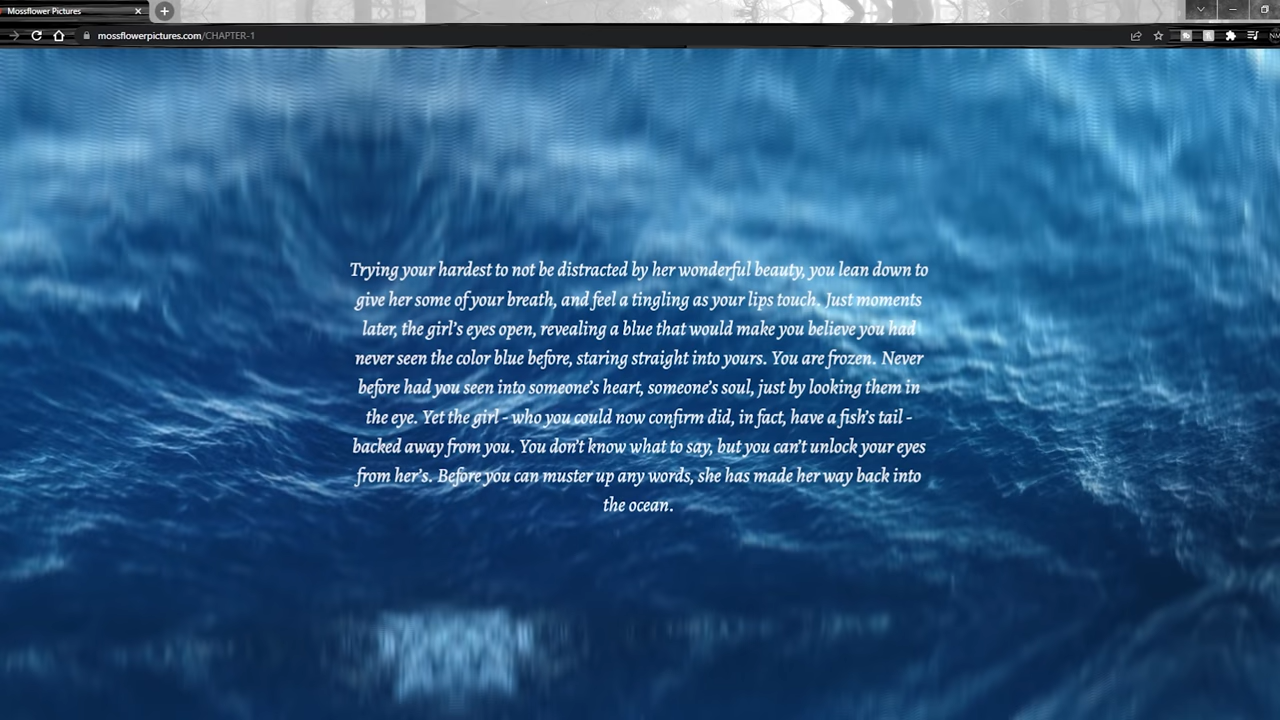 Mossflower Pictures
mossflowerpictures.com/CHAPTER-1
Trying your hardest to not be distracted by her wonderful beauty, you lean down to
give her some of your breath, and feel a tingling as your lips touch. Just moments
later, the girl's eyes open, revealing a blue that would make you believe you had
never seen the color blue before, staring straight into yours. You are frozen. Never
before had you seen into someone's heart, someone's soul, just by looking them in
the eye. Yet the girl - who you could now confirm did, in fact, have a fish's tail -
backed away from you. You don't know what to say, but you can't unlock your eyes
from her's. Before you can muster up any words, she has made her way back into
the ocean.